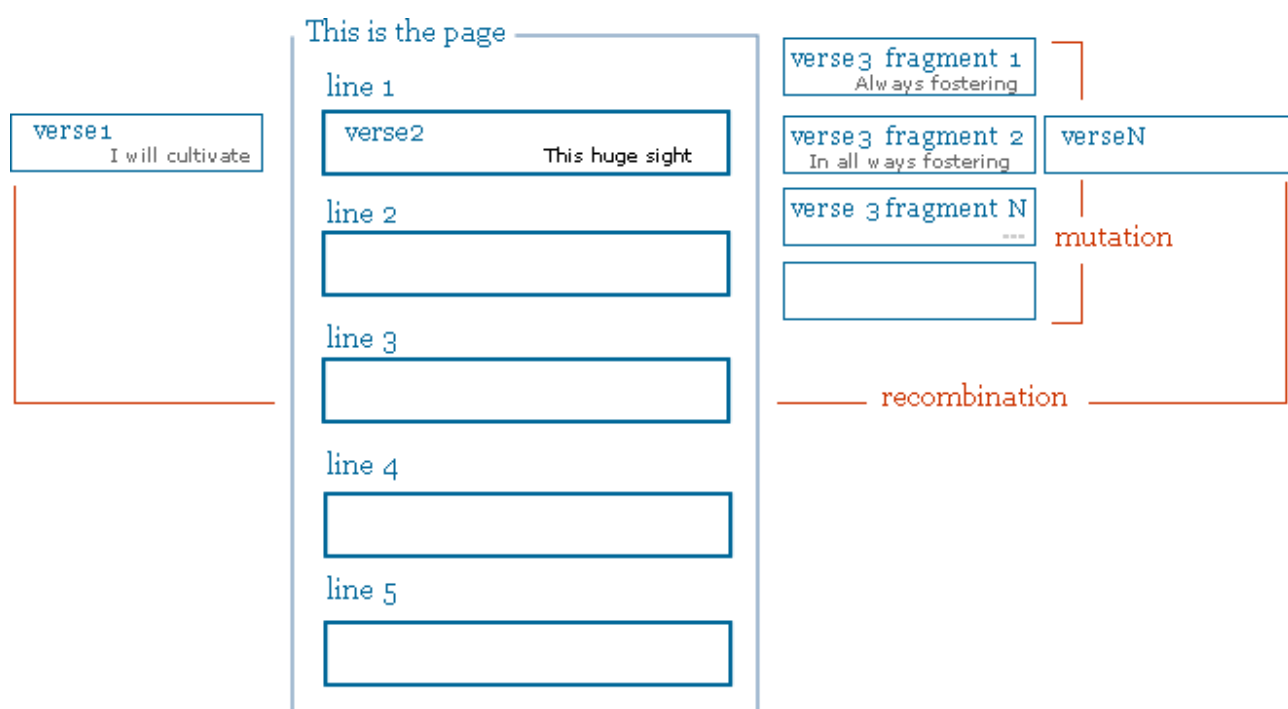 This is the page
line 1
verse1
I will cultivate
verse2
This huge sight
verse3 fragment 1
Always fostering
verse3 fragment 2
In all ways fostering
verseN
verse 3 fragment N
---
mutation
line 2
line 3
recombination
line 4
line 5